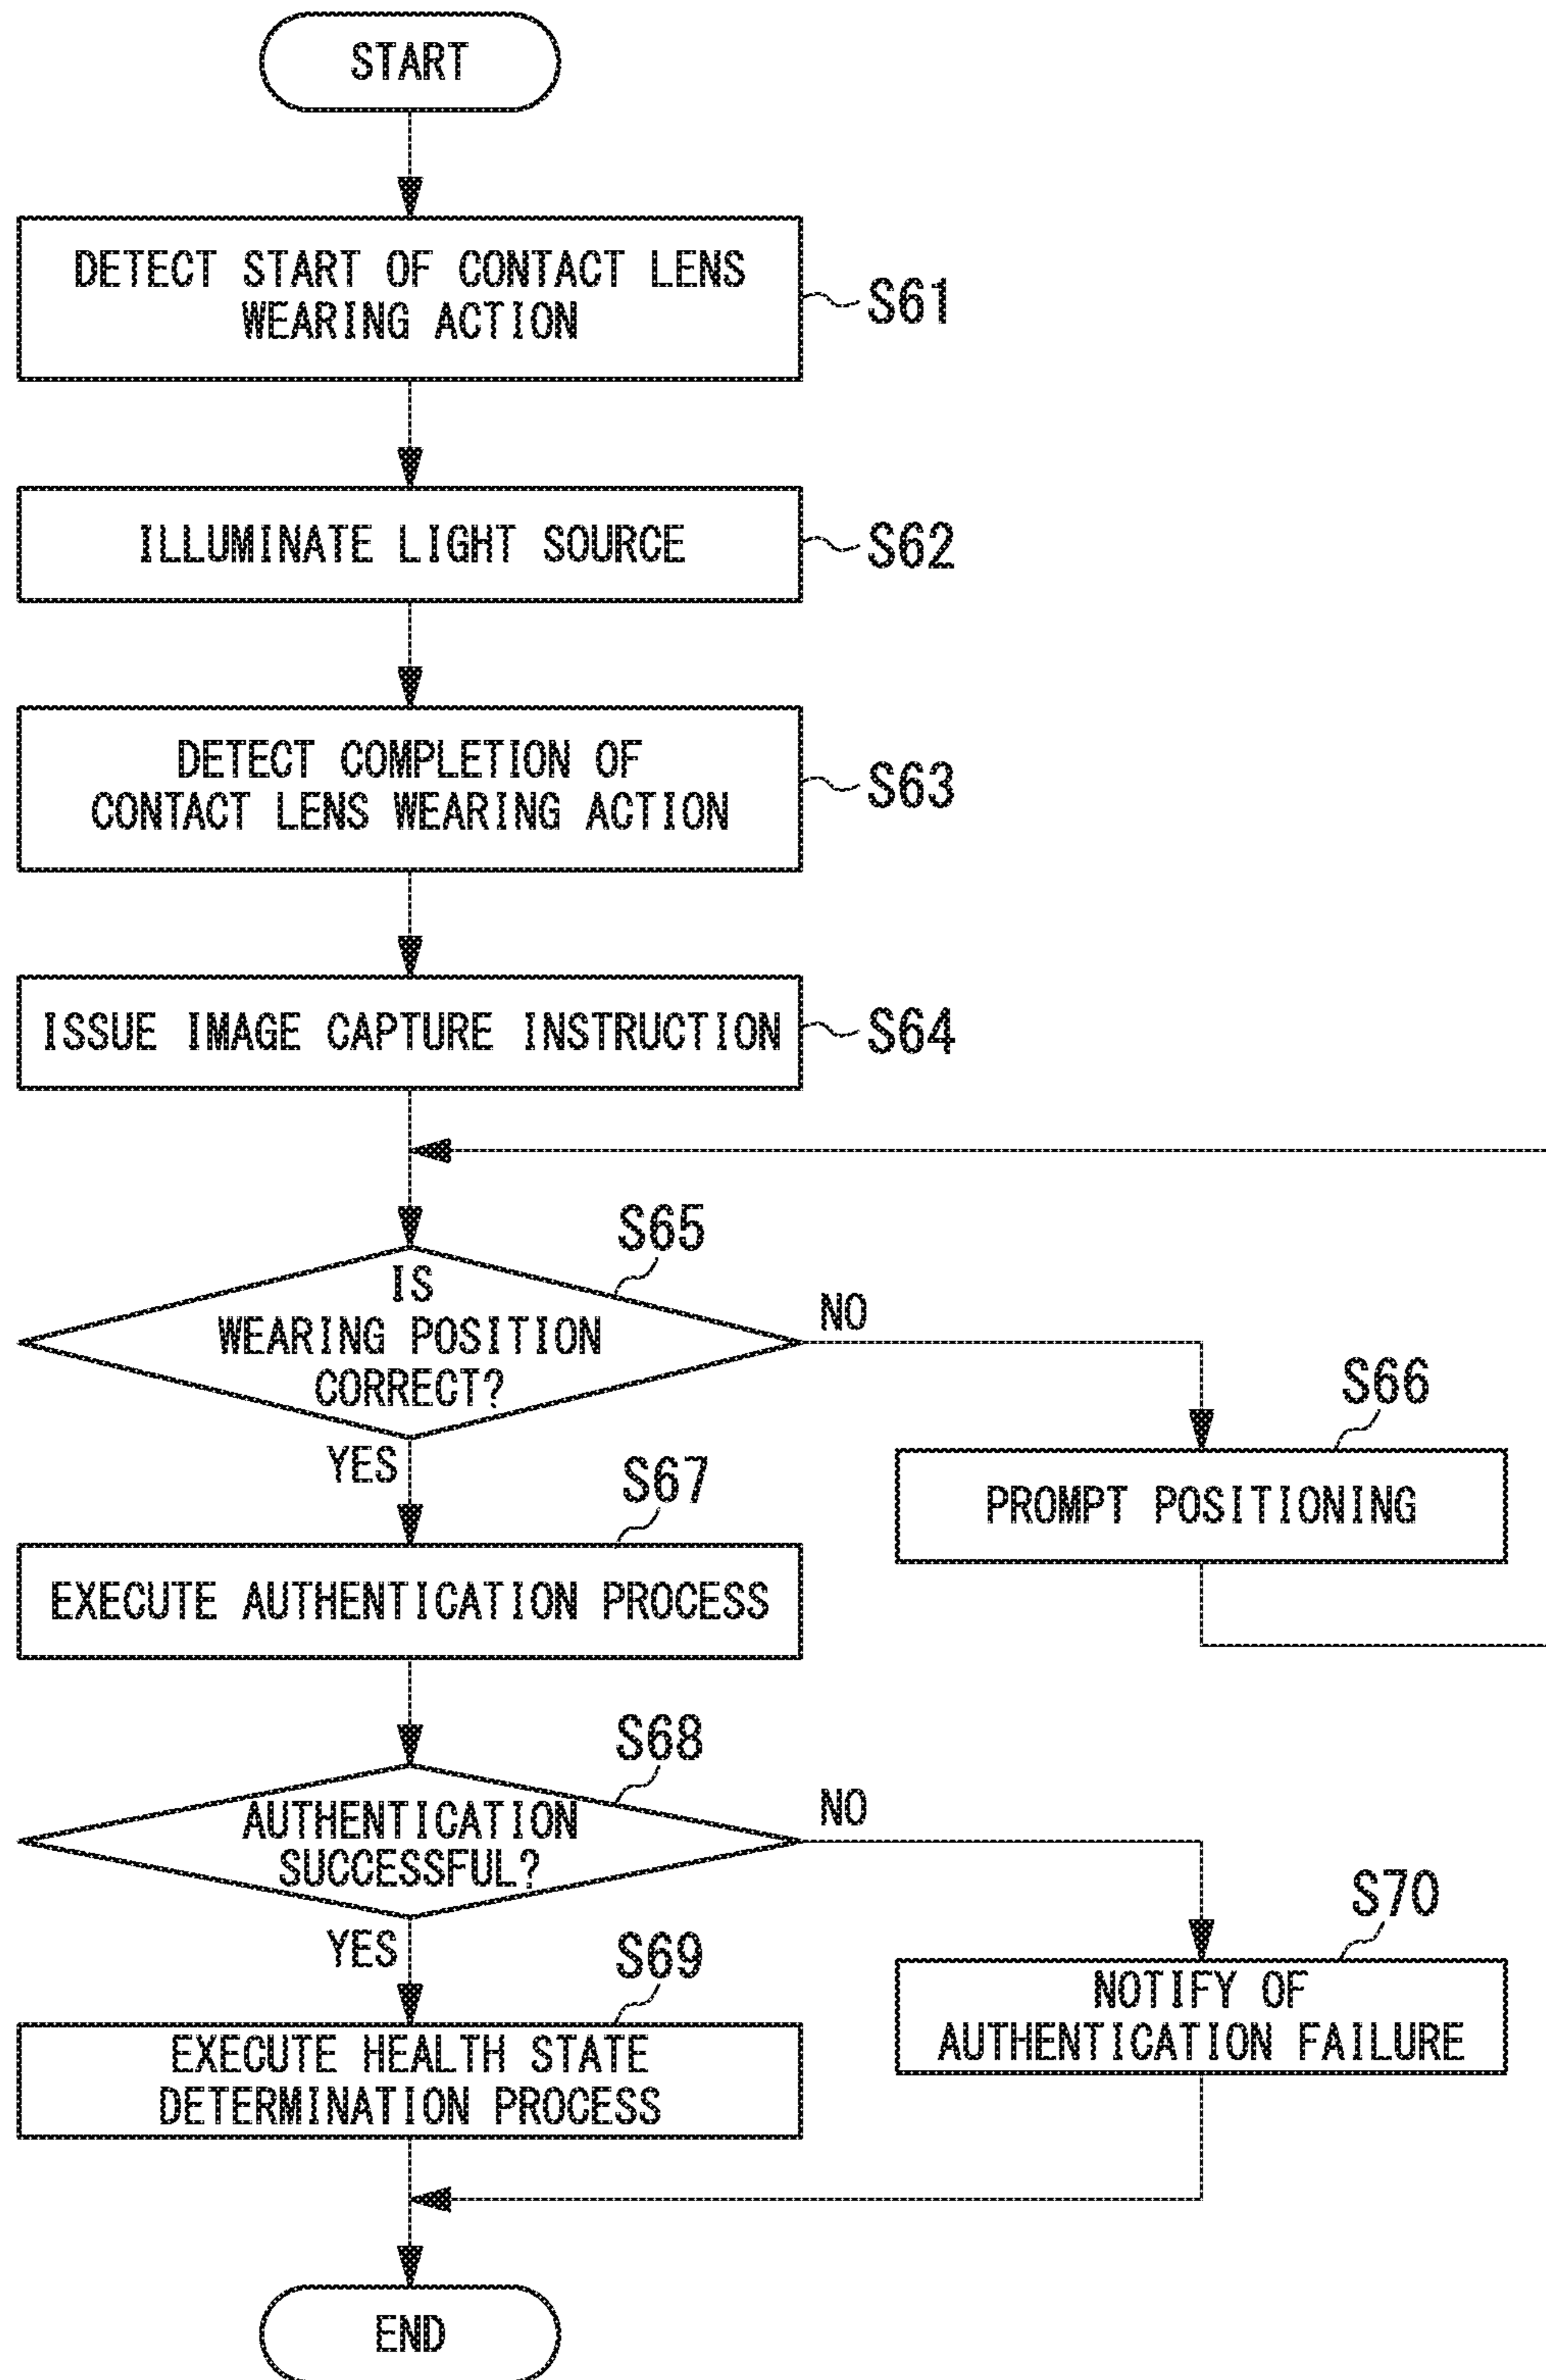 START
DETECT START OF CONTACT LENS
WEARING ACTION
S61
ILLUMINATE LIGHT SOURCE
S62
DETECT COMPLETION OF
CONTACT LENS WEARING ACTION
S63
ISSUE IMAGE CAPTURE INSTRUCTION
S64
S65
IS
WEARING POSITION
CORRECT?
NO
YES
S66
PROMPT POSITIONING
S67
EXECUTE AUTHENTICATION PROCESS
S68
AUTHENTICATION
SUCCESSFUL?
NO
YES
S70
NOTIFY OF
AUTHENTICATION FAILURE
S69
EXECUTE HEALTH STATE
DETERMINATION PROCESS
END